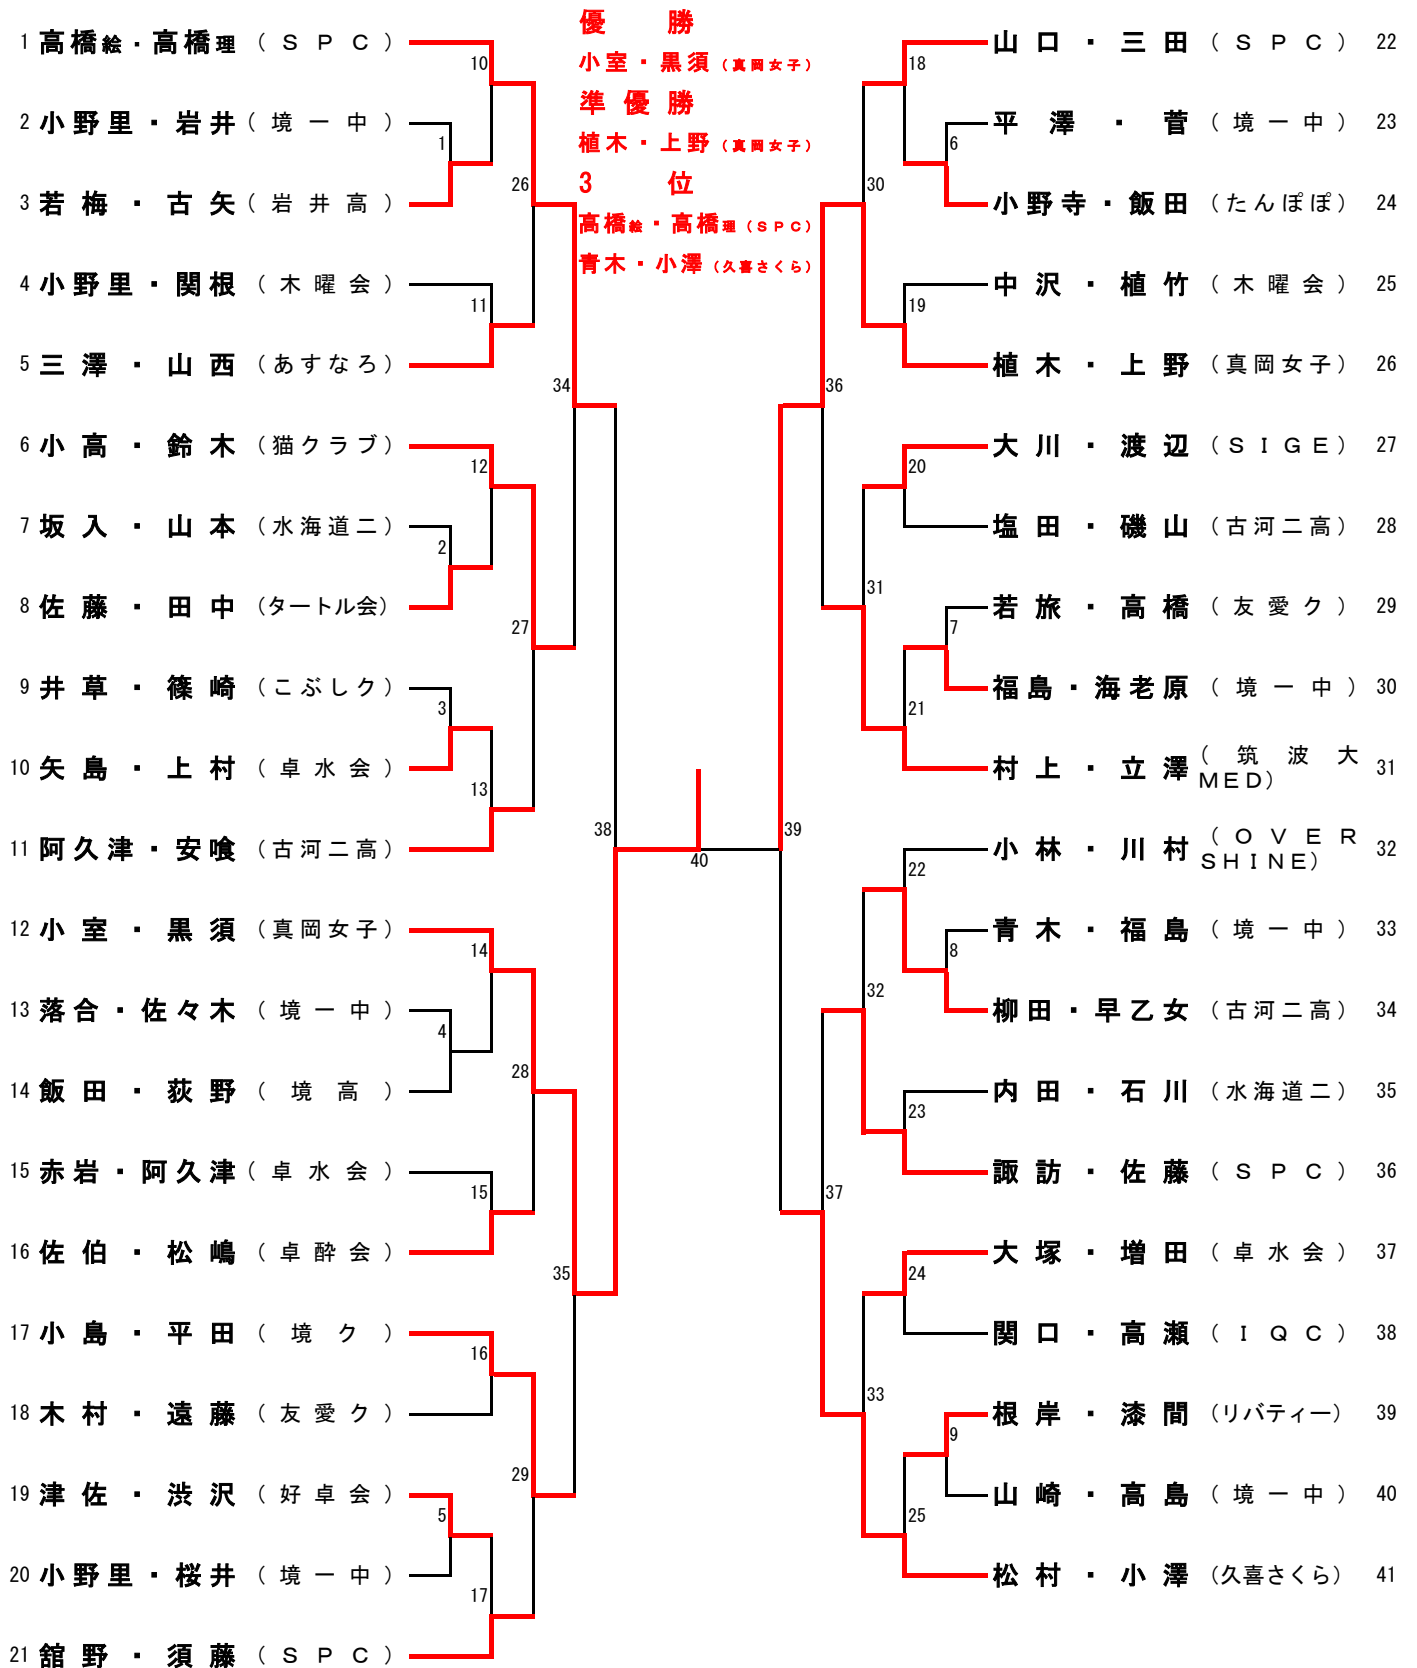 優勝
小室・黒須（真岡女子）
準優勝
植木・上野（真岡女子）
3位
高橋絵・高橋理（ＳＰＣ）
青木・小澤（久喜さくら）
1 高橋絵・高橋理（ＳＰＣ）
2 小野里・岩井（境一中）
3 若梅・古矢（岩井高）
4 小野里・関根（木曜会）
5 三澤・山西（あすなろ）
6 小高・鈴木（猫クラブ）
7 坂入・山本（水海道二）
8 佐藤・田中（タートル会）
9 井草・篠崎（こぶしク）
10 矢島・上村（卓水会）
11 阿久津・安喰（古河二高）
12 小室・黒須（真岡女子）
13 落合・佐々木（境一中）
14 飯田・荻野（境高）
15 赤岩・阿久津（卓水会）
16 佐伯・松嶋（卓酔会）
17 小島・平田（境ク）
18 木村・遠藤（友愛ク）
19 津佐・渋沢（好卓会）
20 小野里・桜井（境一中）
21 舘野・須藤（ＳＰＣ）
山口・三田（ＳＰＣ） 22
平澤・菅（境一中） 23
小野寺・飯田（たんぽぽ） 24
中沢・植竹（木曜会） 25
植木・上野（真岡女子） 26
大川・渡辺（ＳＩＧＥ） 27
塩田・磯山（古河二高） 28
若旅・高橋（友愛ク） 29
福島・海老原（境一中） 30
村上・立澤（筑波大
ＭＥＤ） 31
小林・川村（ＯＶＥＲ
ＳＨＩＮＥ） 32
青木・福島（境一中） 33
柳田・早乙女（古河二高） 34
内田・石川（水海道二） 35
諏訪・佐藤（ＳＰＣ） 36
大塚・増田（卓水会） 37
関口・高瀬（ＩＱＣ） 38
根岸・漆間（リバティー） 39
山崎・高島（境一中） 40
松村・小澤（久喜さくら） 41
1
2
3
4
5
10
11
12
13
14
15
16
17
26
27
28
29
34
35
38
40
39
36
37
30
31
32
33
18
19
20
21
22
23
24
25
6
7
8
9